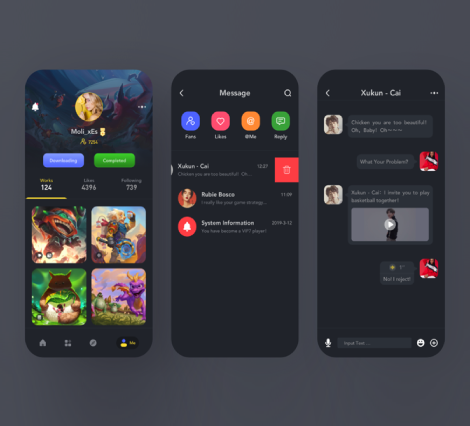 Moli_xEs
7234
Downloading
Completed
Works
Likes
Following
124
4396
739
Me
Message
Fans
Likes
@Me
Reply
Xukun - Cai
12:27
Chicken you are too beautiful! Oh,
Rubie Bosco
11:09
I really like your game strategy...
System Information
2019-3-12
You have become a VIP7 player!
Xukun - Cai
Chicken you are too beautiful!
Oh, Baby! Oh~~~~
What Your Problem?
Xukun - Cai: I invite you to play
basketball together!
No! I reject!
Input Text...